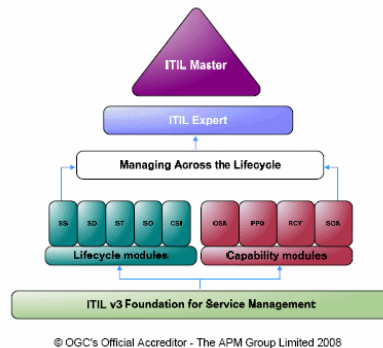 ITIL Master
ITIL Expert
Managing Across the Lifecycle
SS SD ST SO CSI OSA PPO RCV SOA
Lifecycle modules Capability modules
ITIL v3 Foundation for Service Management
© OGC's Official Accreditor - The APM Group Limited 2008